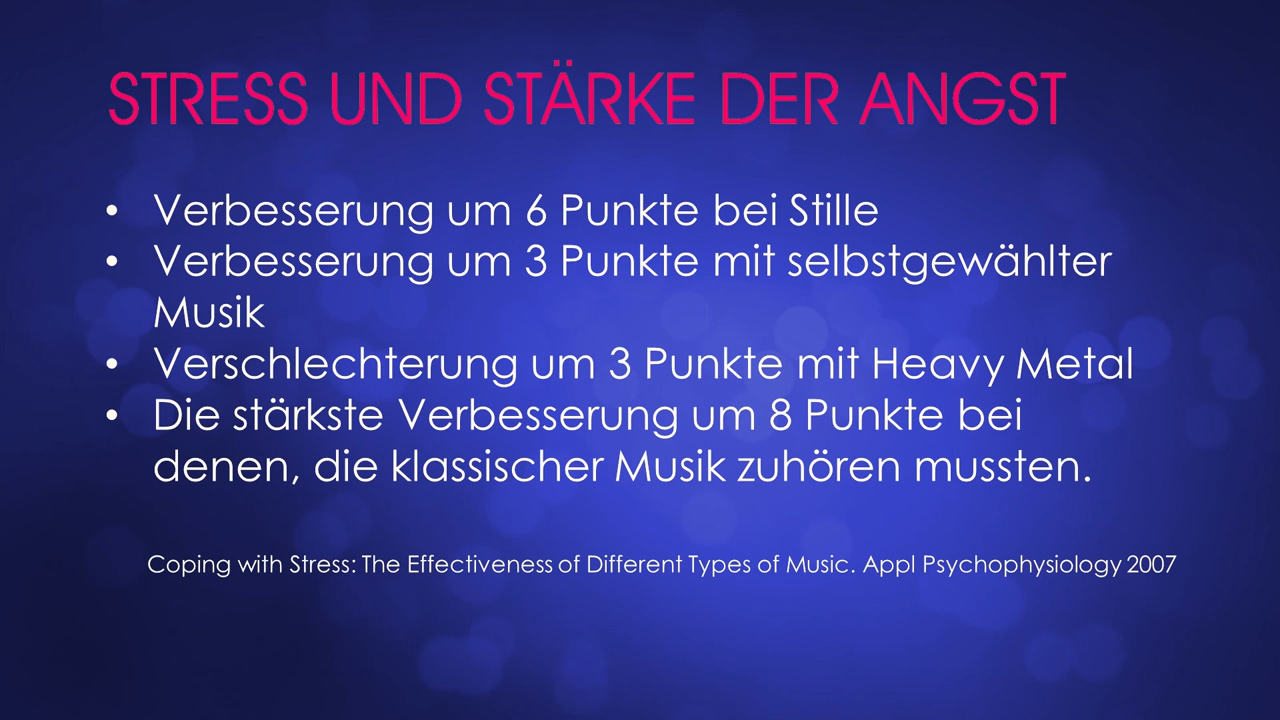 STRESS UND STÄRKE DER ANGST
• Verbesserung um 6 Punkte bei Stille
• Verbesserung um 3 Punkte mit selbstgewählter
Musik
• Verschlechterung um 3 Punkte mit Heavy Metal
• Die stärkste Verbesserung um 8 Punkte bei
denen, die klassischer Musik zuhören mussten.
Coping with Stress: The Effectiveness of Different Types of Music. Appl Psychophysiology 2007